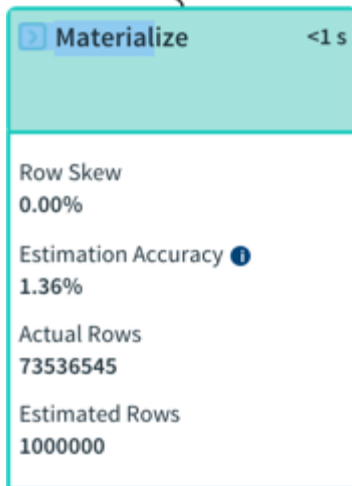 Materialize <1 s
Row Skew
0.00%
Estimation Accuracy
1.36%
Actual Rows
73536545
Estimated Rows
1000000